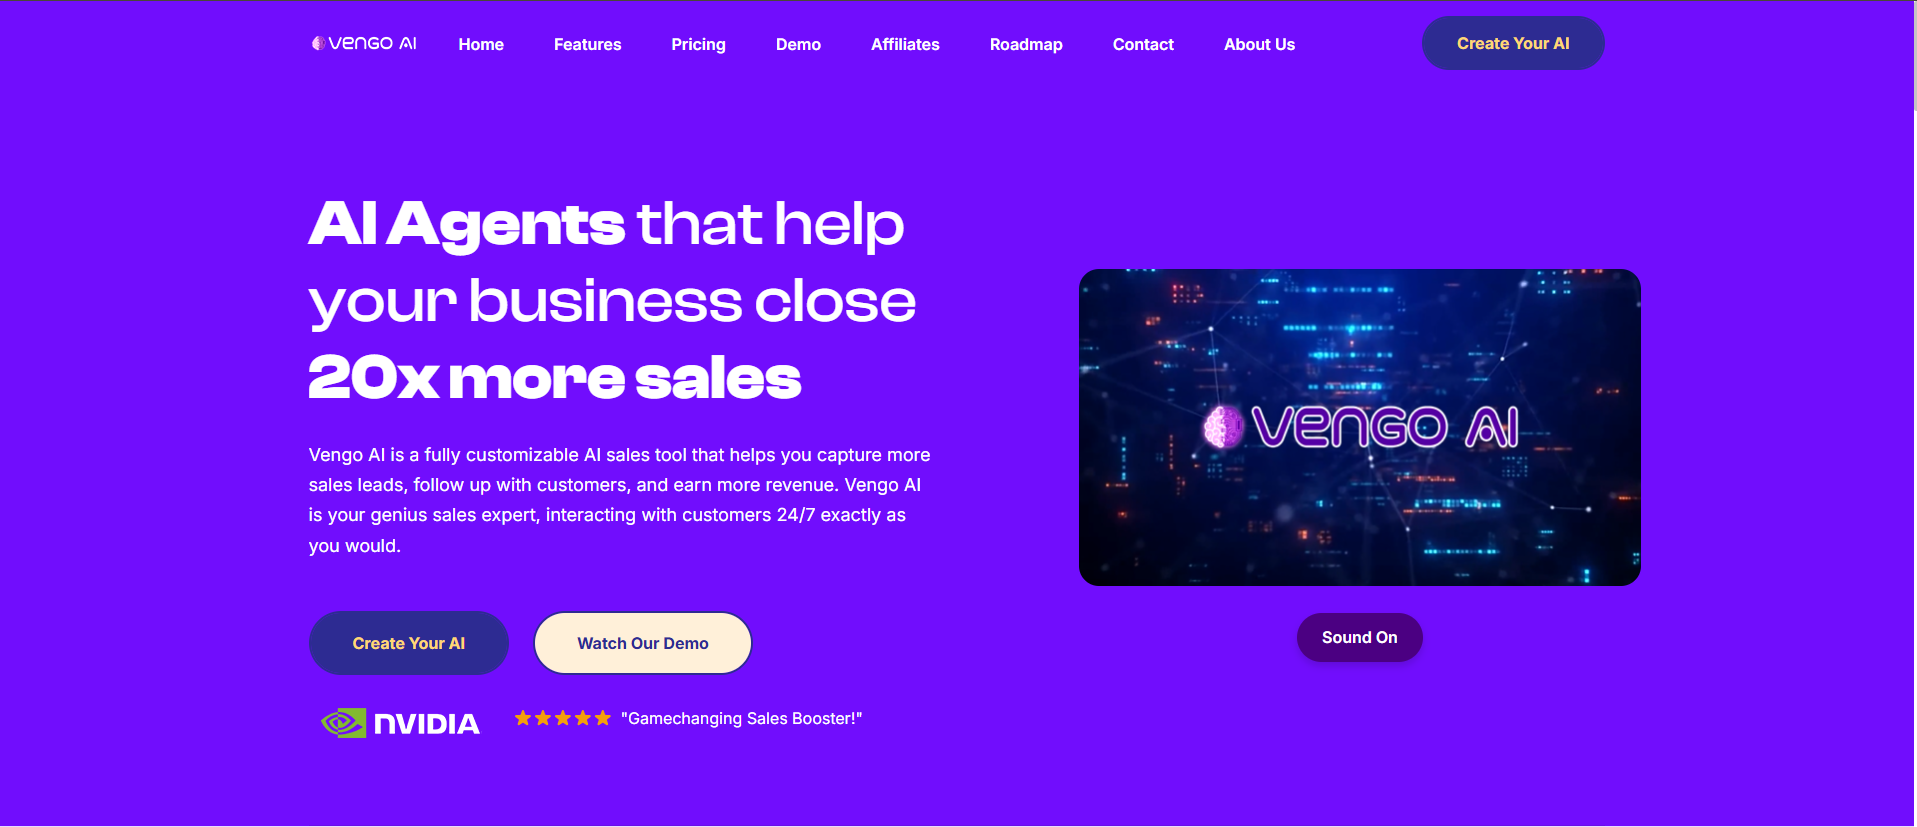 VENGO AI
Home
Features
Pricing
Demo
Affiliates
Roadmap
Contact
About Us
Create Your AI
AI Agents that help
your business close
20x more sales
Vengo AI is a fully customizable AI sales tool that helps you capture more
sales leads, follow up with customers, and earn more revenue. Vengo AI
is your genius sales expert, interacting with customers 24/7 exactly as
you would.
Create Your AI
Watch Our Demo
NVIDIA
"Gamechanging Sales Booster!"
VENGO AI
Sound On